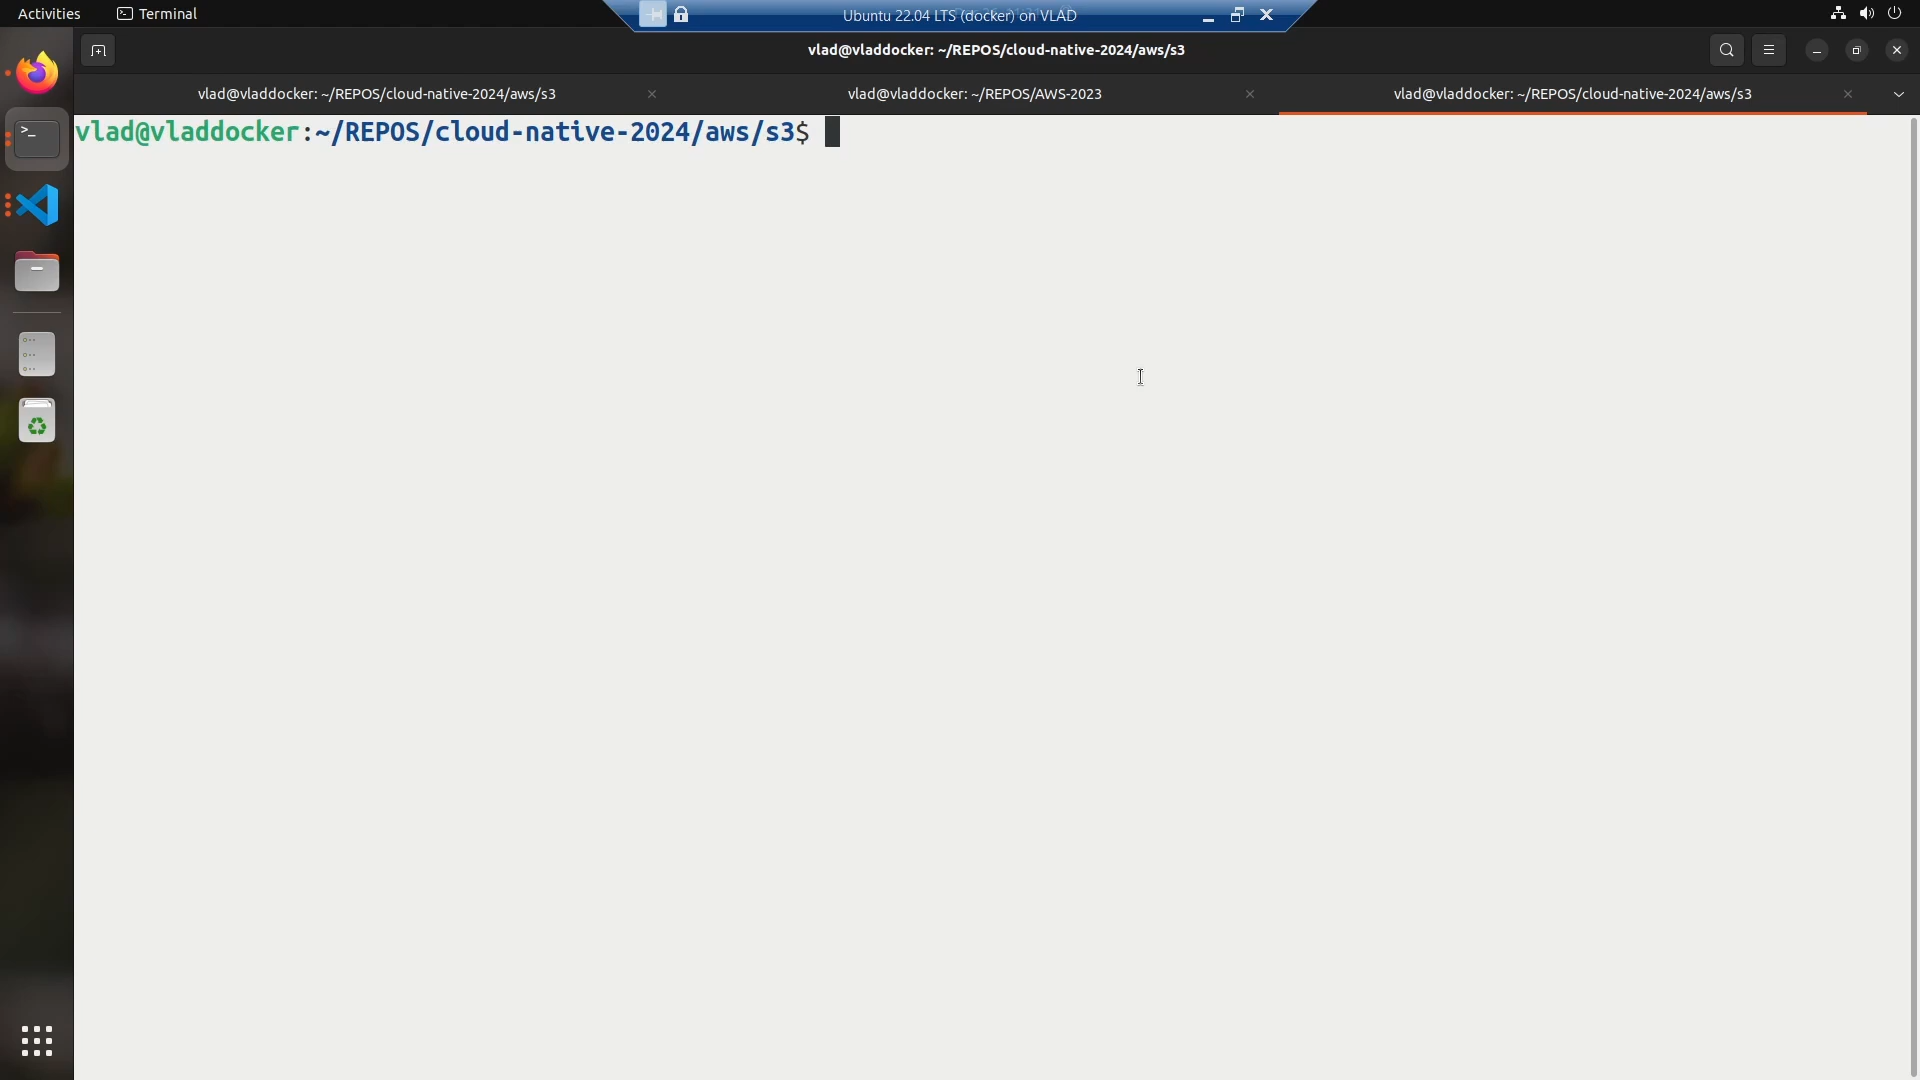 Activities
Terminal
Ubuntu 22.04 LTS (docker) on VLAD
vlad@vladdocker: ~/REPOS/cloud-native-2024/aws/s3
vlad@vladdocker: ~/REPOS/cloud-native-2024/aws/s3
vlad@vladdocker: ~/REPOS/AWS-2023
vlad@vladdocker: ~/REPOS/cloud-native-2024/aws/s3
vlad@vladdocker:~/REPOS/cloud-native-2024/aws/s3$